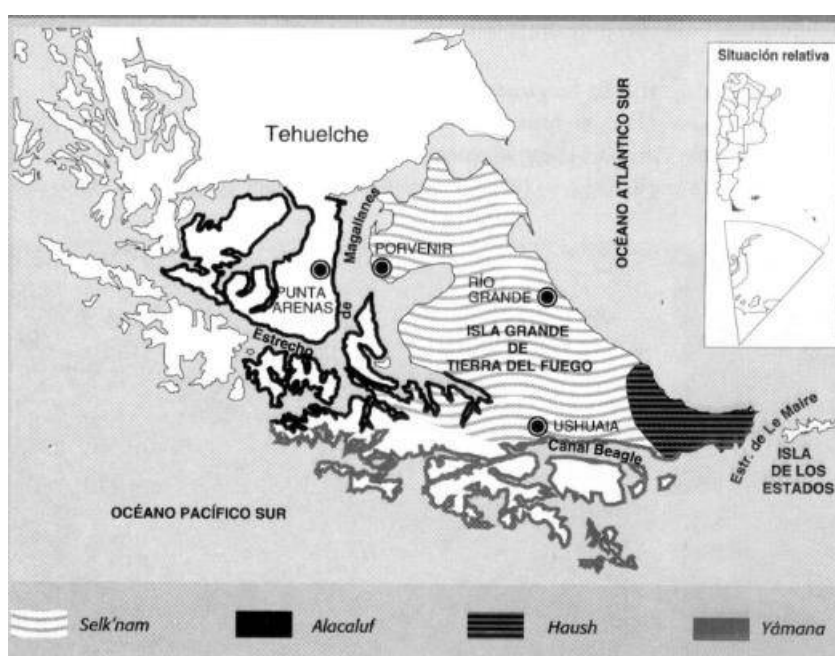 Situación relativa
OCÉANO ATLÁNTICO SUR
Tehuelche
Estrecho de Magallanes
PORVENIR
PUNTA
ARENAS
RÍO
GRANDE
ISLA GRANDE
DE
TIERRA DEL FUEGO
USHUAIA
Canal Beagle
Estr. de Le Maire
ISLA
DE LOS
ESTADOS
OCÉANO PACÍFICO SUR
Selk'nam
Alacaluf
Haush
Yámana